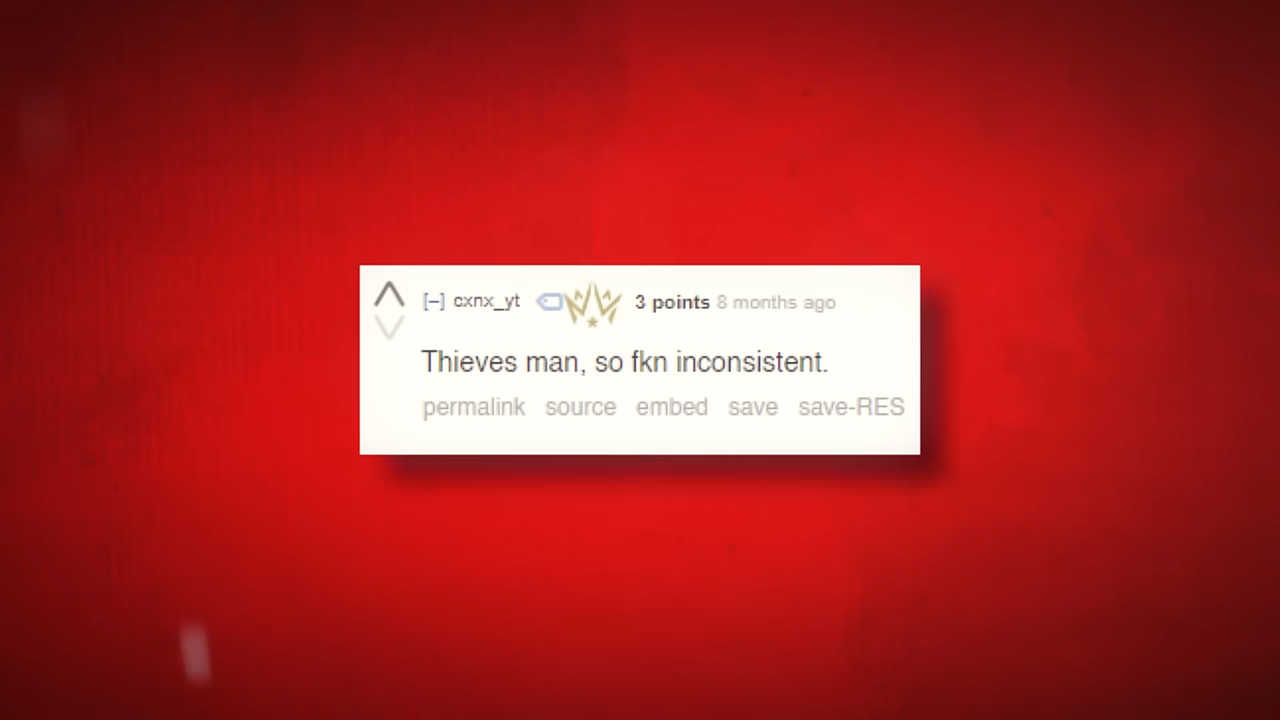 [–] cxnx_yt 3 points 8 months ago
Thieves man, so fkn inconsistent.
permalink source embed save save-RES